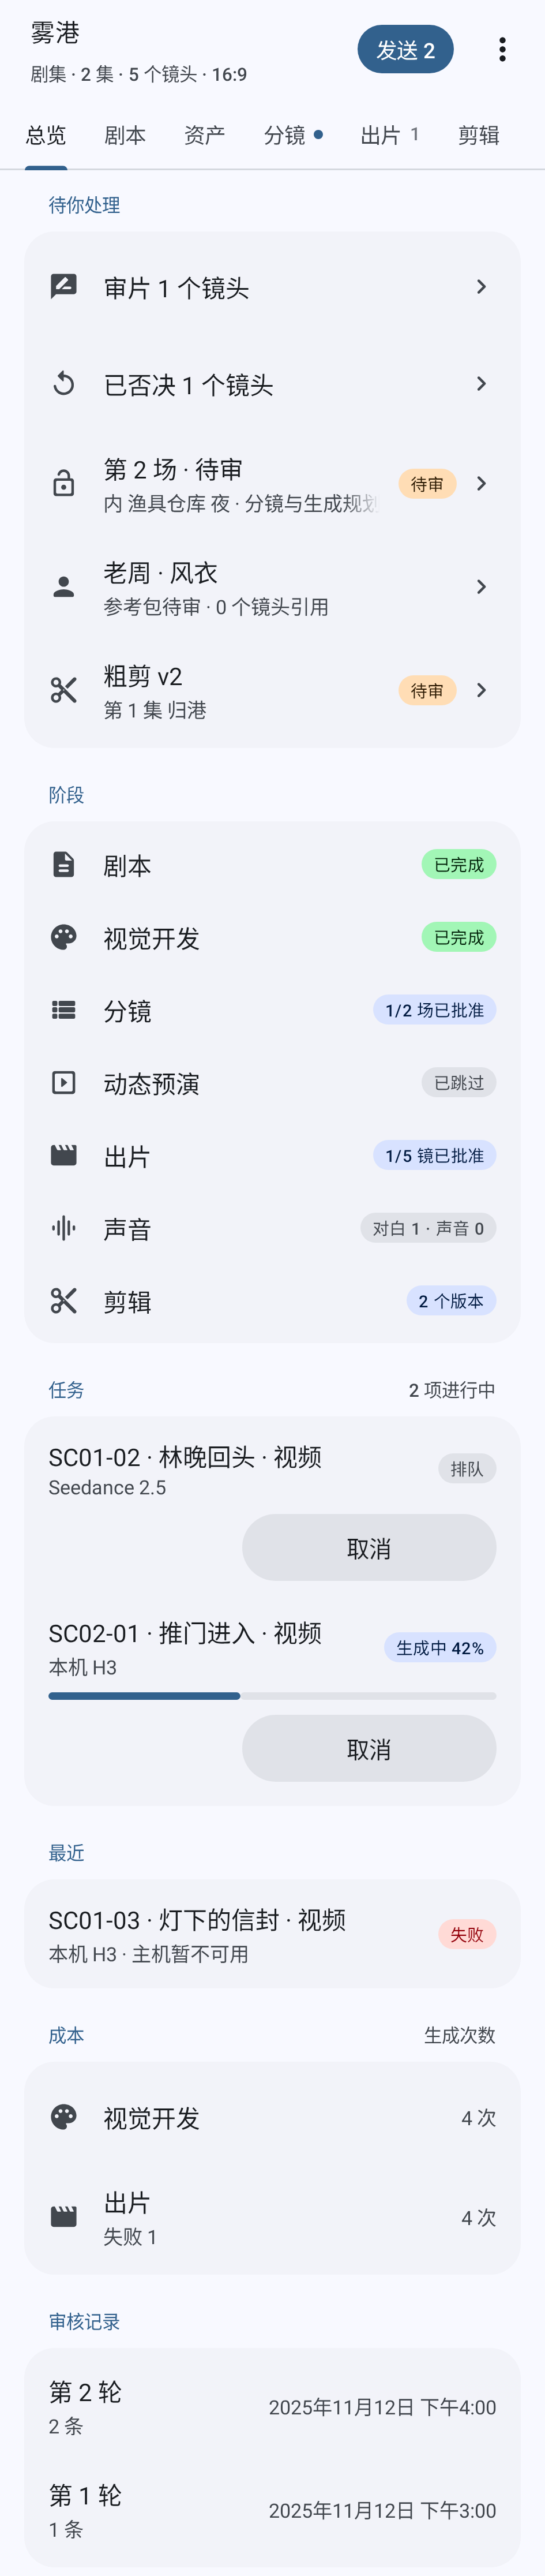 雾港
剧集 · 2 集 · 5 个镜头 · 16:9
发送 2
总览 剧本 资产 分镜 出片 1 剪辑
待你处理
审片 1 个镜头
已否决 1 个镜头
第 2 场 · 待审
内 渔具仓库 夜 · 分镜与生成规划
待审
老周 · 风衣
参考包待审 · 0 个镜头引用
粗剪 v2
第 1 集 归港
待审
阶段
剧本 已完成
视觉开发 已完成
分镜 1/2 场已批准
动态预演 已跳过
出片 1/5 镜已批准
声音 对白 1 · 声音 0
剪辑 2 个版本
任务 2 项进行中
SC01-02 · 林晚回头 · 视频
Seedance 2.5
排队
取消
SC02-01 · 推门进入 · 视频
本机 H3
生成中 42%
取消
最近
SC01-03 · 灯下的信封 · 视频
本机 H3 · 主机暂不可用
失败
成本 生成次数
视觉开发 4 次
出片
失败 1
4 次
审核记录
第 2 轮
2 条
2025年11月12日 下午4:00
第 1 轮
1 条
2025年11月12日 下午3:00